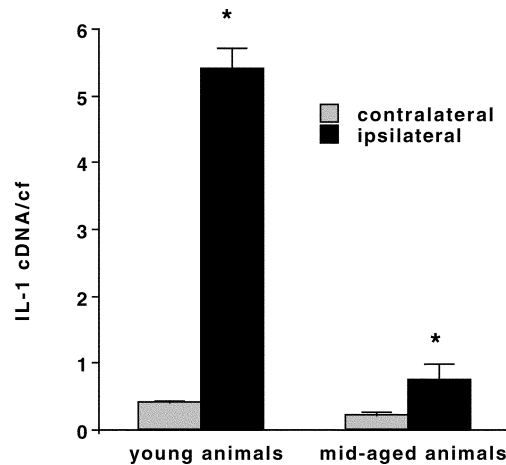 *
6
5
4
3
2
1
0
IL-1 cDNA/cf
contralateral
ipsilateral
*
young animals
mid-aged animals